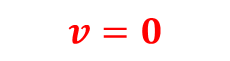 v = 0